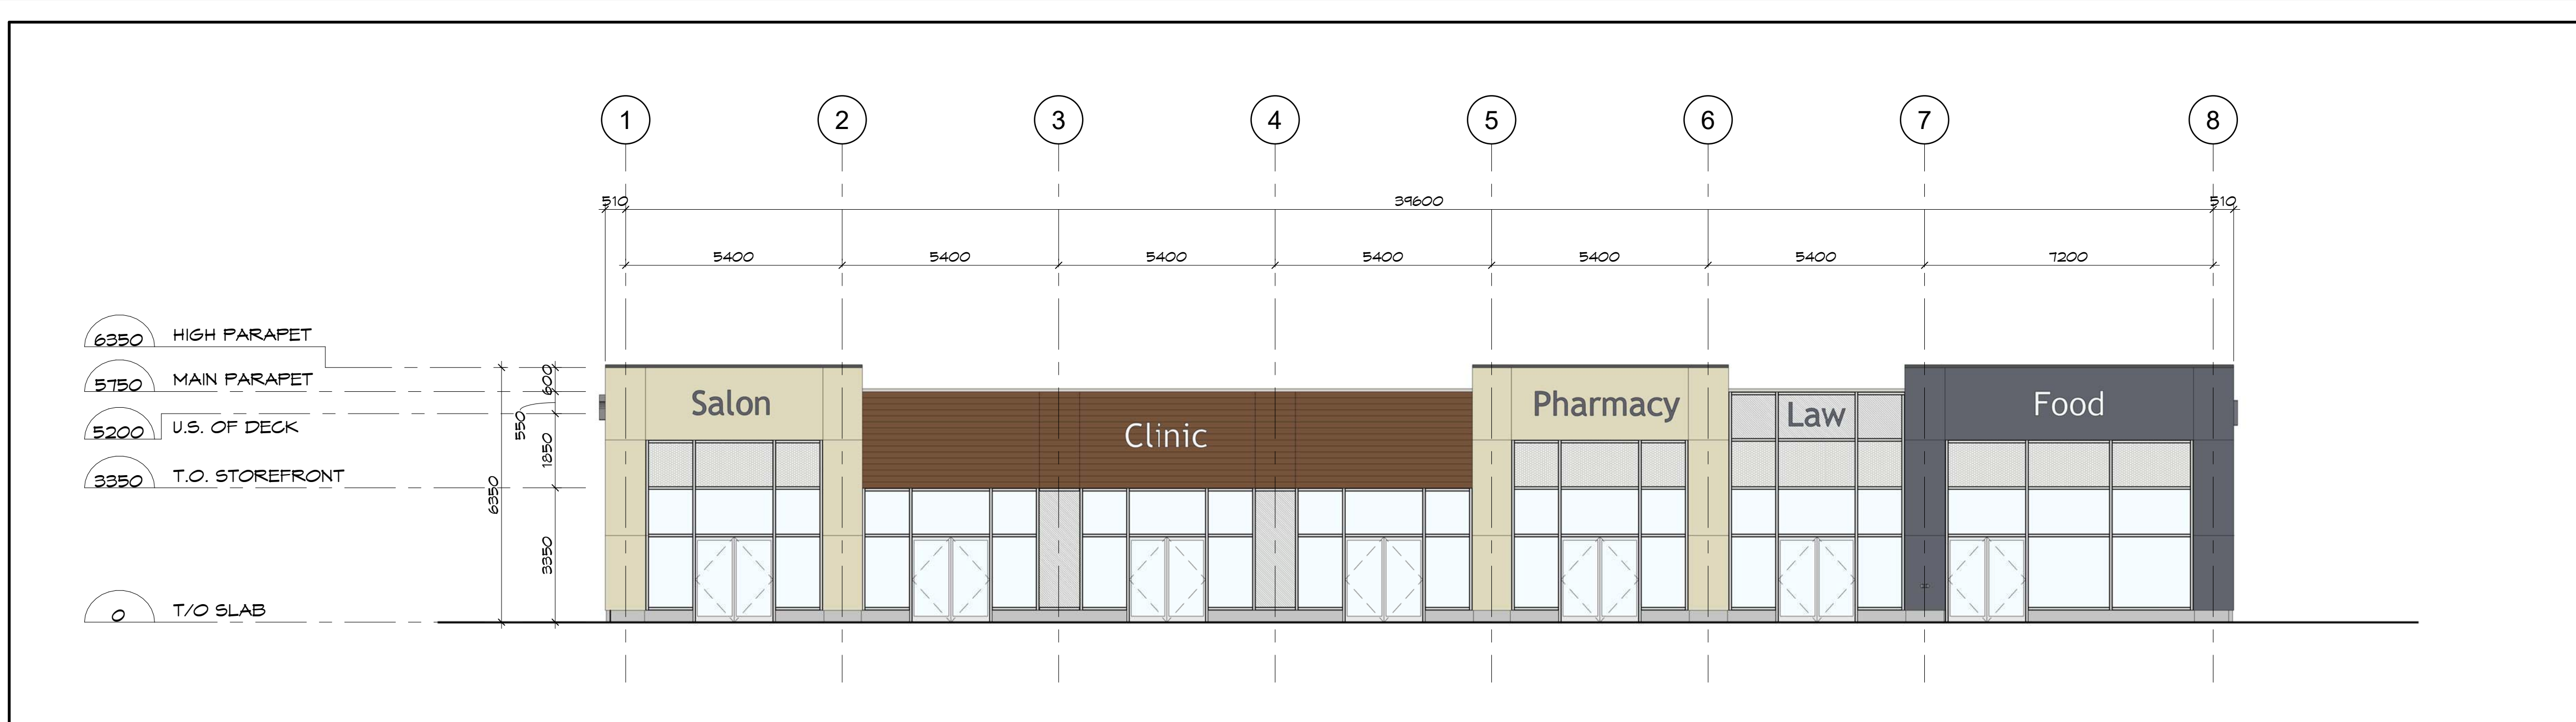 1 2 3 4 5 6 7 8
510 39600 510
5400 5400 5400 5400 5400 5400 7200
6350 HIGH PARAPET
5750 MAIN PARAPET
5200 U.S. OF DECK
3350 T.O. STOREFRONT
0 T/O SLAB
6350
550
600
1850
3350
Salon
Clinic
Pharmacy
Law
Food